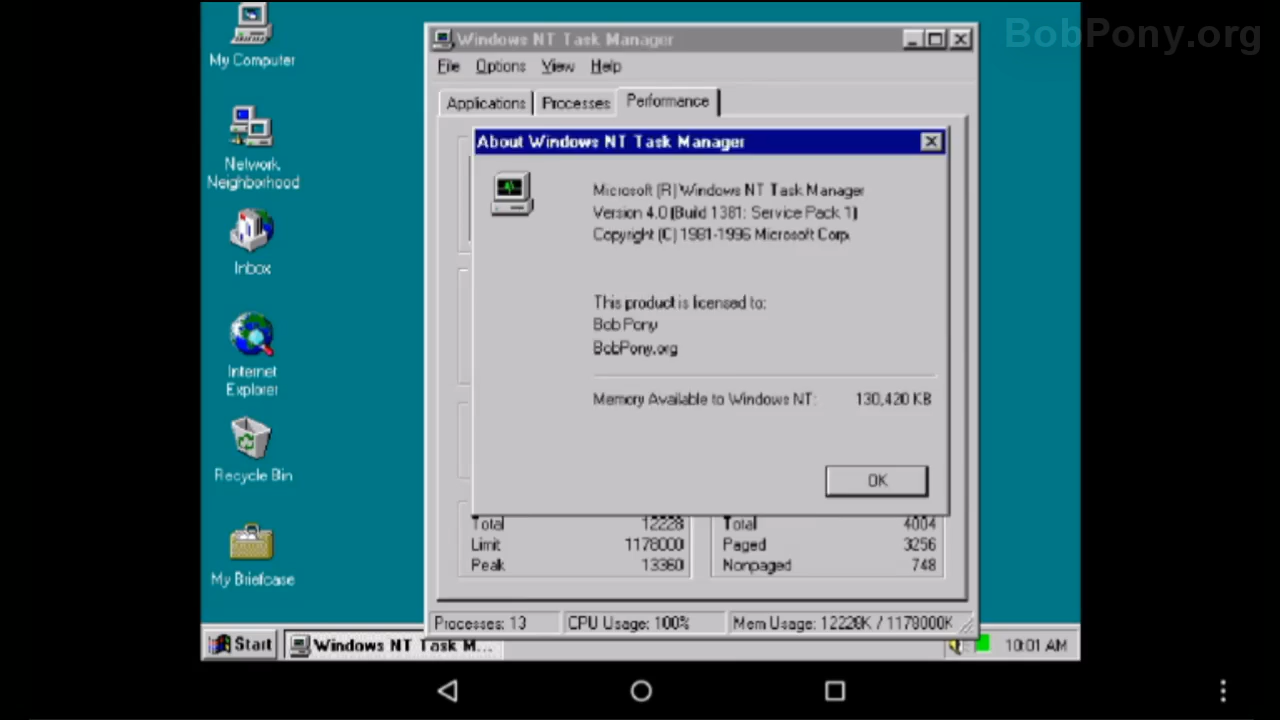 BobPony.org
My Computer
Network
Neighborhood
Inbox
Internet
Explorer
Recycle Bin
My Briefcase
Windows NT Task Manager
File Options View Help
Applications Processes Performance
About Windows NT Task Manager
Microsoft (R) Windows NT Task Manager
Version 4.0 (Build 1381: Service Pack 1)
Copyright (C) 1981-1996 Microsoft Corp.
This product is licensed to:
Bob Pony
BobPony.org
Memory Available to Windows NT: 130,420 KB
OK
Total 12228 Total 4004
Limit 1178000 Paged 3256
Peak 13360 Nonpaged 748
Processes: 13 CPU Usage: 100% Mem Usage: 12228K / 1178000K
Start Windows NT Task M... 10:01 AM